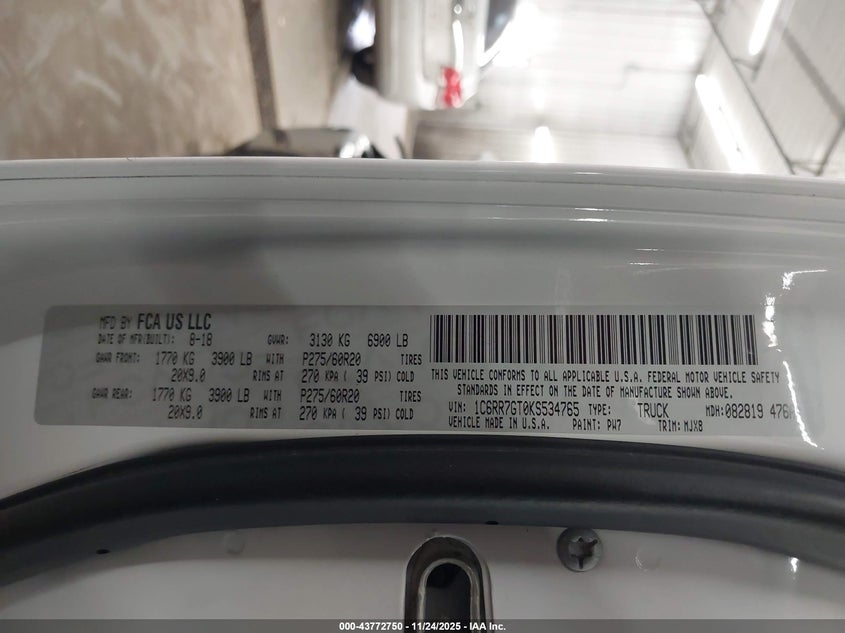 MFD BY FCA US LLC
DATE OF MFR(BUILT): 8-18 GVWR: 3130 KG 6900 LB
GAWR FRONT: 1770 KG 3900 LB WITH P275/60R20 TIRES
20X9.0 RIMS AT 270 KPA ( 39 PSI) COLD
GAWR REAR: 1770 KG 3900 LB WITH P275/60R20 TIRES
20X9.0 RIMS AT 270 KPA ( 39 PSI) COLD
THIS VEHICLE CONFORMS TO ALL APPLICABLE U.S.A. FEDERAL MOTOR VEHICLE SAFETY
STANDARDS IN EFFECT ON THE DATE OF MANUFACTURE SHOWN ABOVE.
VIN: 1C6RR7GT0KS534765 TYPE: TRUCK MDH: 082819 476
VEHICLE MADE IN U.S.A. PAINT: PW7 TRIM: MJX8
000-43772750 - 11/24/2025 - IAA Inc.